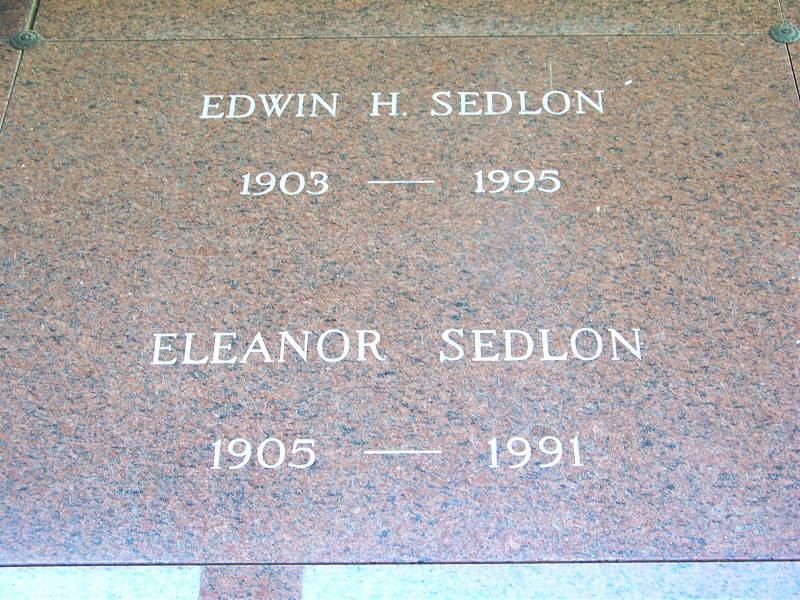 EDWIN H. SEDLON
1903 — 1995
ELEANOR SEDLON
1905 — 1991